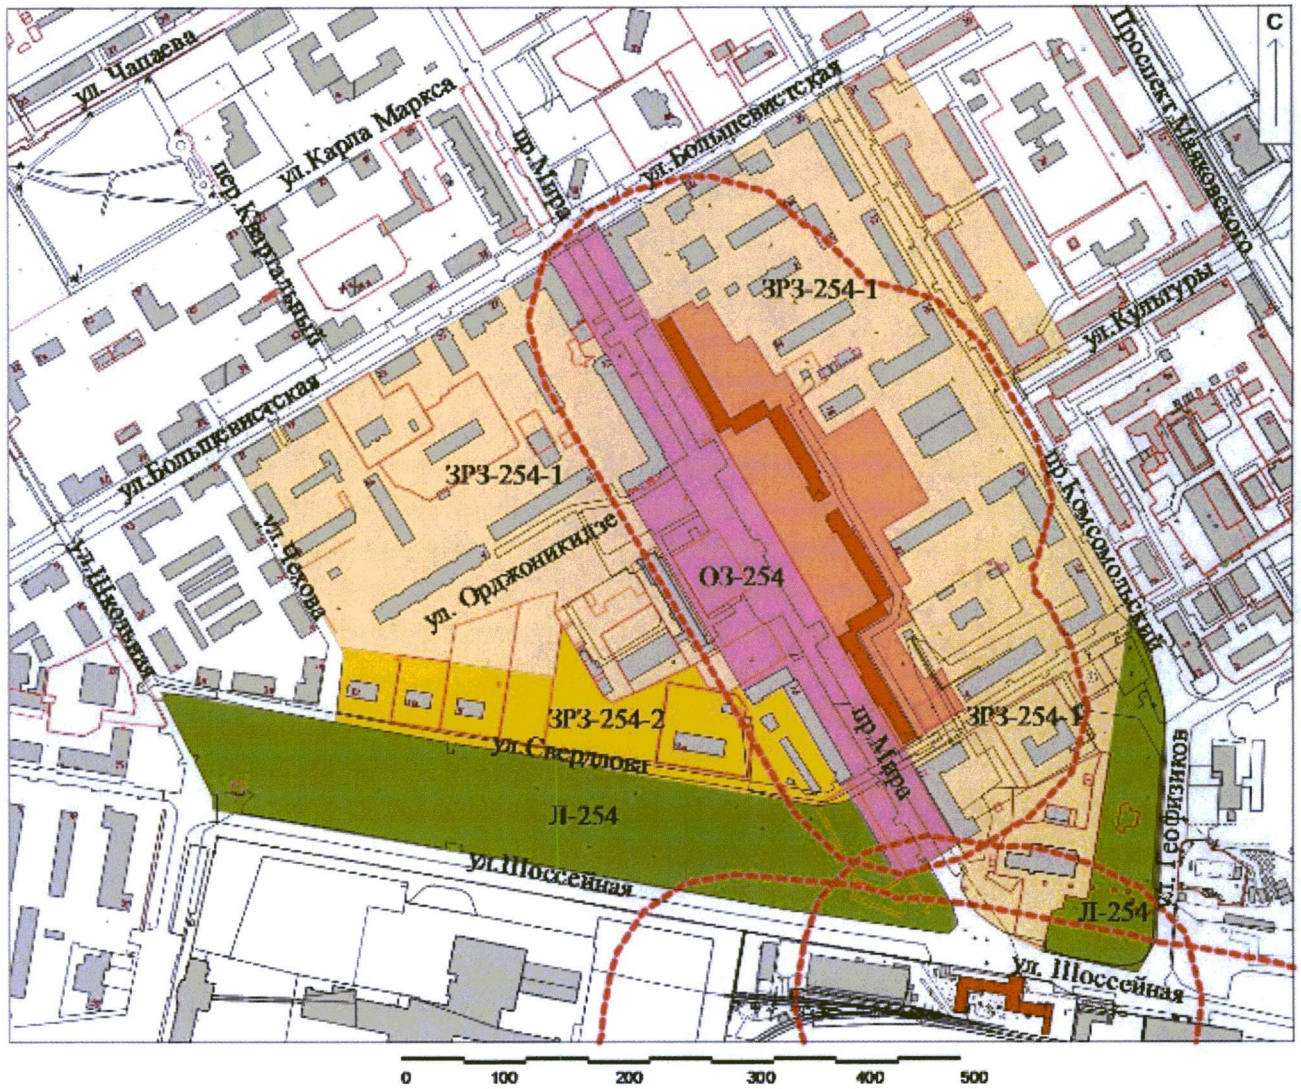 С
ул. Чапаева
ул. Карла Маркса
пр.Мира
ул.Большевистская
Проспект.Маяковского
пер Квартальный
ЗРЗ-254-1
ул.Культуры
ул.Большевистская
ЗРЗ-254-1
пр.Комсомольский
ул. Чехова
ул.Школьная
ул. Орджоникидзе
ОЗ-254
ЗРЗ-254-2
ЗРЗ-254-1
пр.Мира
ул.Свердлова
ул. Геофизиков
Л-254
ул.Шоссейная
Л-254
ул. Шоссейная
0 100 200 300 400 500